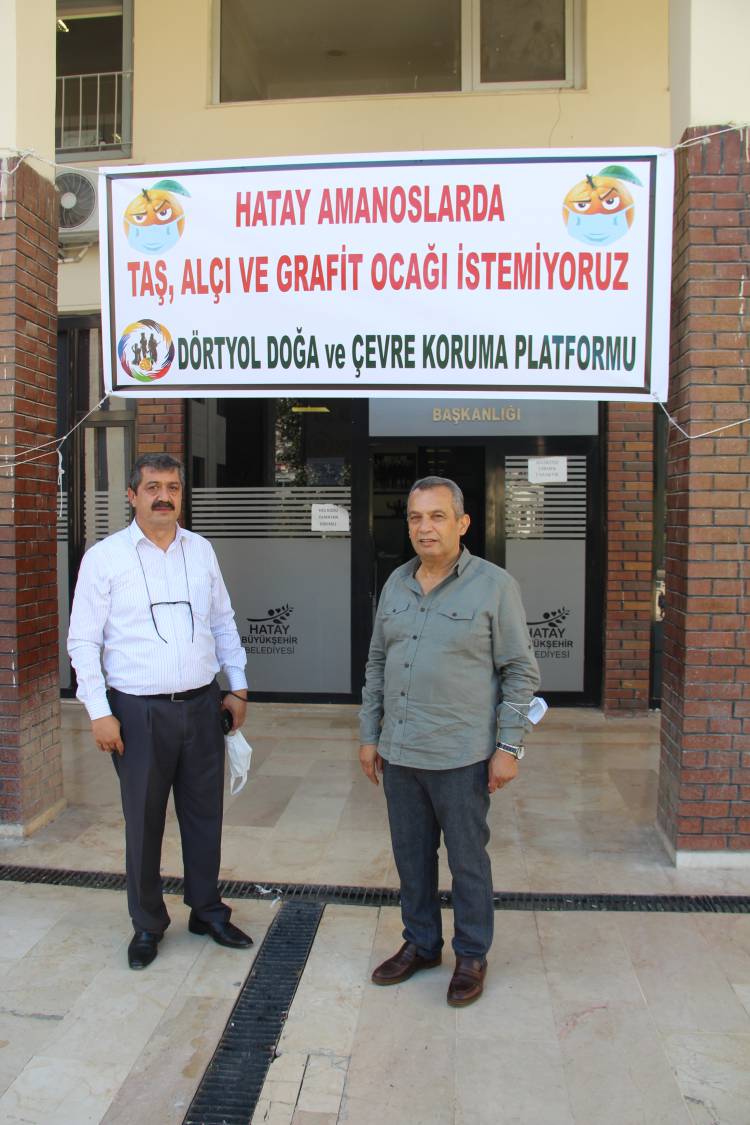 HATAY AMANOSLARDA
TAŞ, ALÇI VE GRAFİT OCAĞI İSTEMİYORUZ
DÖRTYOL DOĞA ve ÇEVRE KORUMA PLATFORMU
BAŞKANLIĞI
HATAY
BÜYÜKŞEHİR
BELEDİYESİ
HATAY
BÜYÜKŞEHİR
BELEDİYESİ